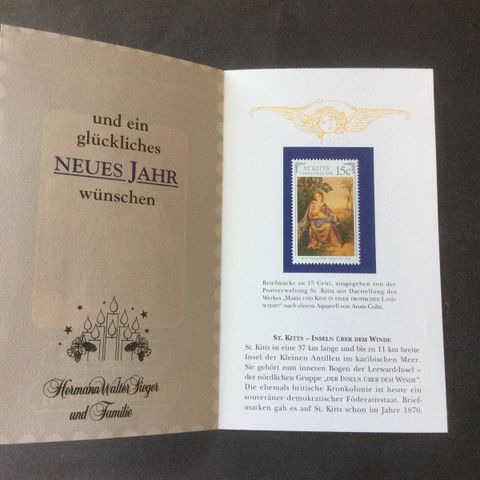 und ein
glückliches
NEUES JAHR
wünschen
Hermann Walter Sieger
und Familie
ST. KITTS
15c
Briefmarke zu 15 Cent, ausgegeben von der
Postverwaltung St. Kitts mit Darstellung des
Werkes „MARIA UND KIND IN EINER TROPISCHEN LAND-
SCHAFT“ nach einem Aquarell von Anais Colin.
ST. KITTS – INSELN ÜBER DEM WINDE
St. Kitts ist eine 37 km lange und bis zu 11 km breite
Insel der Kleinen Antillen im karibischen Meer.
Sie gehört zum inneren Bogen der Leeward-Insel –
der nördlichen Gruppe „DER INSELN ÜBER DEM WINDE“.
Die ehemals britische Kronkolonie ist heute ein
souveräner demokratischer Föderativstaat. Brief-
marken gab es auf St. Kitts schon im Jahre 1870.